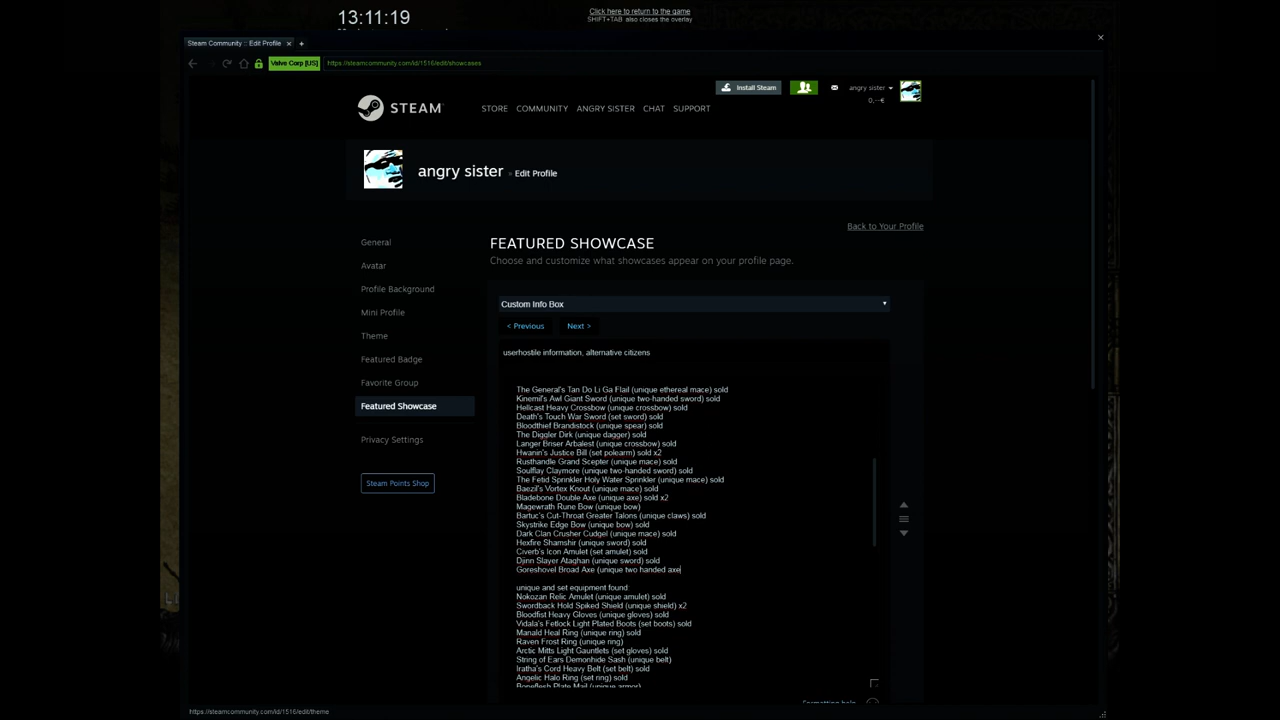 13:11:19
Click here to return to the game
SHIFT+TAB also closes the overlay
Steam Community :: Edit Profile
Valve Corp [US]
https://steamcommunity.com/id/1516/edit/showcases
Install Steam
angry sister
0,--€
STEAM
STORE COMMUNITY ANGRY SISTER CHAT SUPPORT
angry sister » Edit Profile
Back to Your Profile
General
Avatar
Profile Background
Mini Profile
Theme
Featured Badge
Favorite Group
Featured Showcase
Privacy Settings
Steam Points Shop
FEATURED SHOWCASE
Choose and customize what showcases appear on your profile page.
Custom Info Box
< Previous Next >
userhostile information, alternative citizens
The General's Tan Do Li Ga Flail (unique ethereal mace) sold
Kinemil's Awl Giant Sword (unique two-handed sword) sold
Hellcast Heavy Crossbow (unique crossbow) sold
Death's Touch War Sword (set sword) sold
Bloodthief Brandistock (unique spear) sold
The Diggler Dirk (unique dagger) sold
Langer Briser Arbalest (unique crossbow) sold
Hwanin's Justice Bill (set polearm) sold x2
Rusthandle Grand Scepter (unique mace) sold
Soulflay Claymore (unique two-handed sword) sold
The Fetid Sprinkler Holy Water Sprinkler (unique mace) sold
Baezil's Vortex Knout (unique mace) sold
Bladebone Double Axe (unique axe) sold x2
Magewrath Rune Bow (unique bow)
Bartuc's Cut-Throat Greater Talons (unique claws) sold
Skystrike Edge Bow (unique bow) sold
Dark Clan Crusher Cudgel (unique mace) sold
Hexfire Shamshir (unique sword) sold
Civerb's Icon Amulet (set amulet) sold
Djinn Slayer Ataghan (unique sword) sold
Goreshovel Broad Axe (unique two handed axe
unique and set equipment found:
Nokozan Relic Amulet (unique amulet) sold
Swordback Hold Spiked Shield (unique shield) x2
Bloodfist Heavy Gloves (unique gloves) sold
Vidala's Fetlock Light Plated Boots (set boots) sold
Manald Heal Ring (unique ring) sold
Raven Frost Ring (unique ring)
Arctic Mitts Light Gauntlets (set gloves) sold
String of Ears Demonhide Sash (unique belt)
Iratha's Cord Heavy Belt (set belt) sold
Angelic Halo Ring (set ring) sold
Boneflesh Plate Mail (unique armor)
Formatting help
https://steamcommunity.com/id/1516/edit/theme